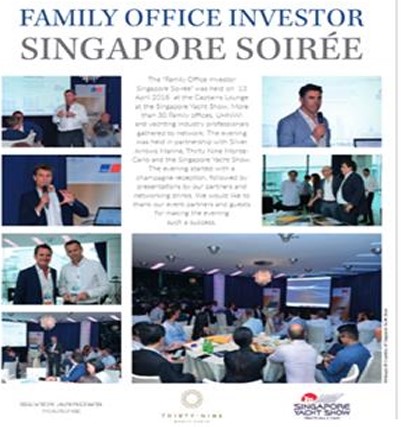 FAMILY OFFICE INVESTOR
SINGAPORE SOIRÉE
The "Family Office Investor
Singapore Soirée" was held on 12
April 2018 at the Captains Lounge
at the Singapore Yacht Show. More
than 30 family offices, UHNWI
and yachting industry professionals
gathered to network. The evening
was held in partnership with Silver
Arrows Marine, Thirty Nine Monte-
Carlo and the Singapore Yacht Show
The evening started with a
champagne reception, followed by
presentations by our partners and
networking drinks. We would like to
thank our event partners and guests
for making the evening
such a success.
THIRTY-NINE
SINGAPORE
YACHT SHOW